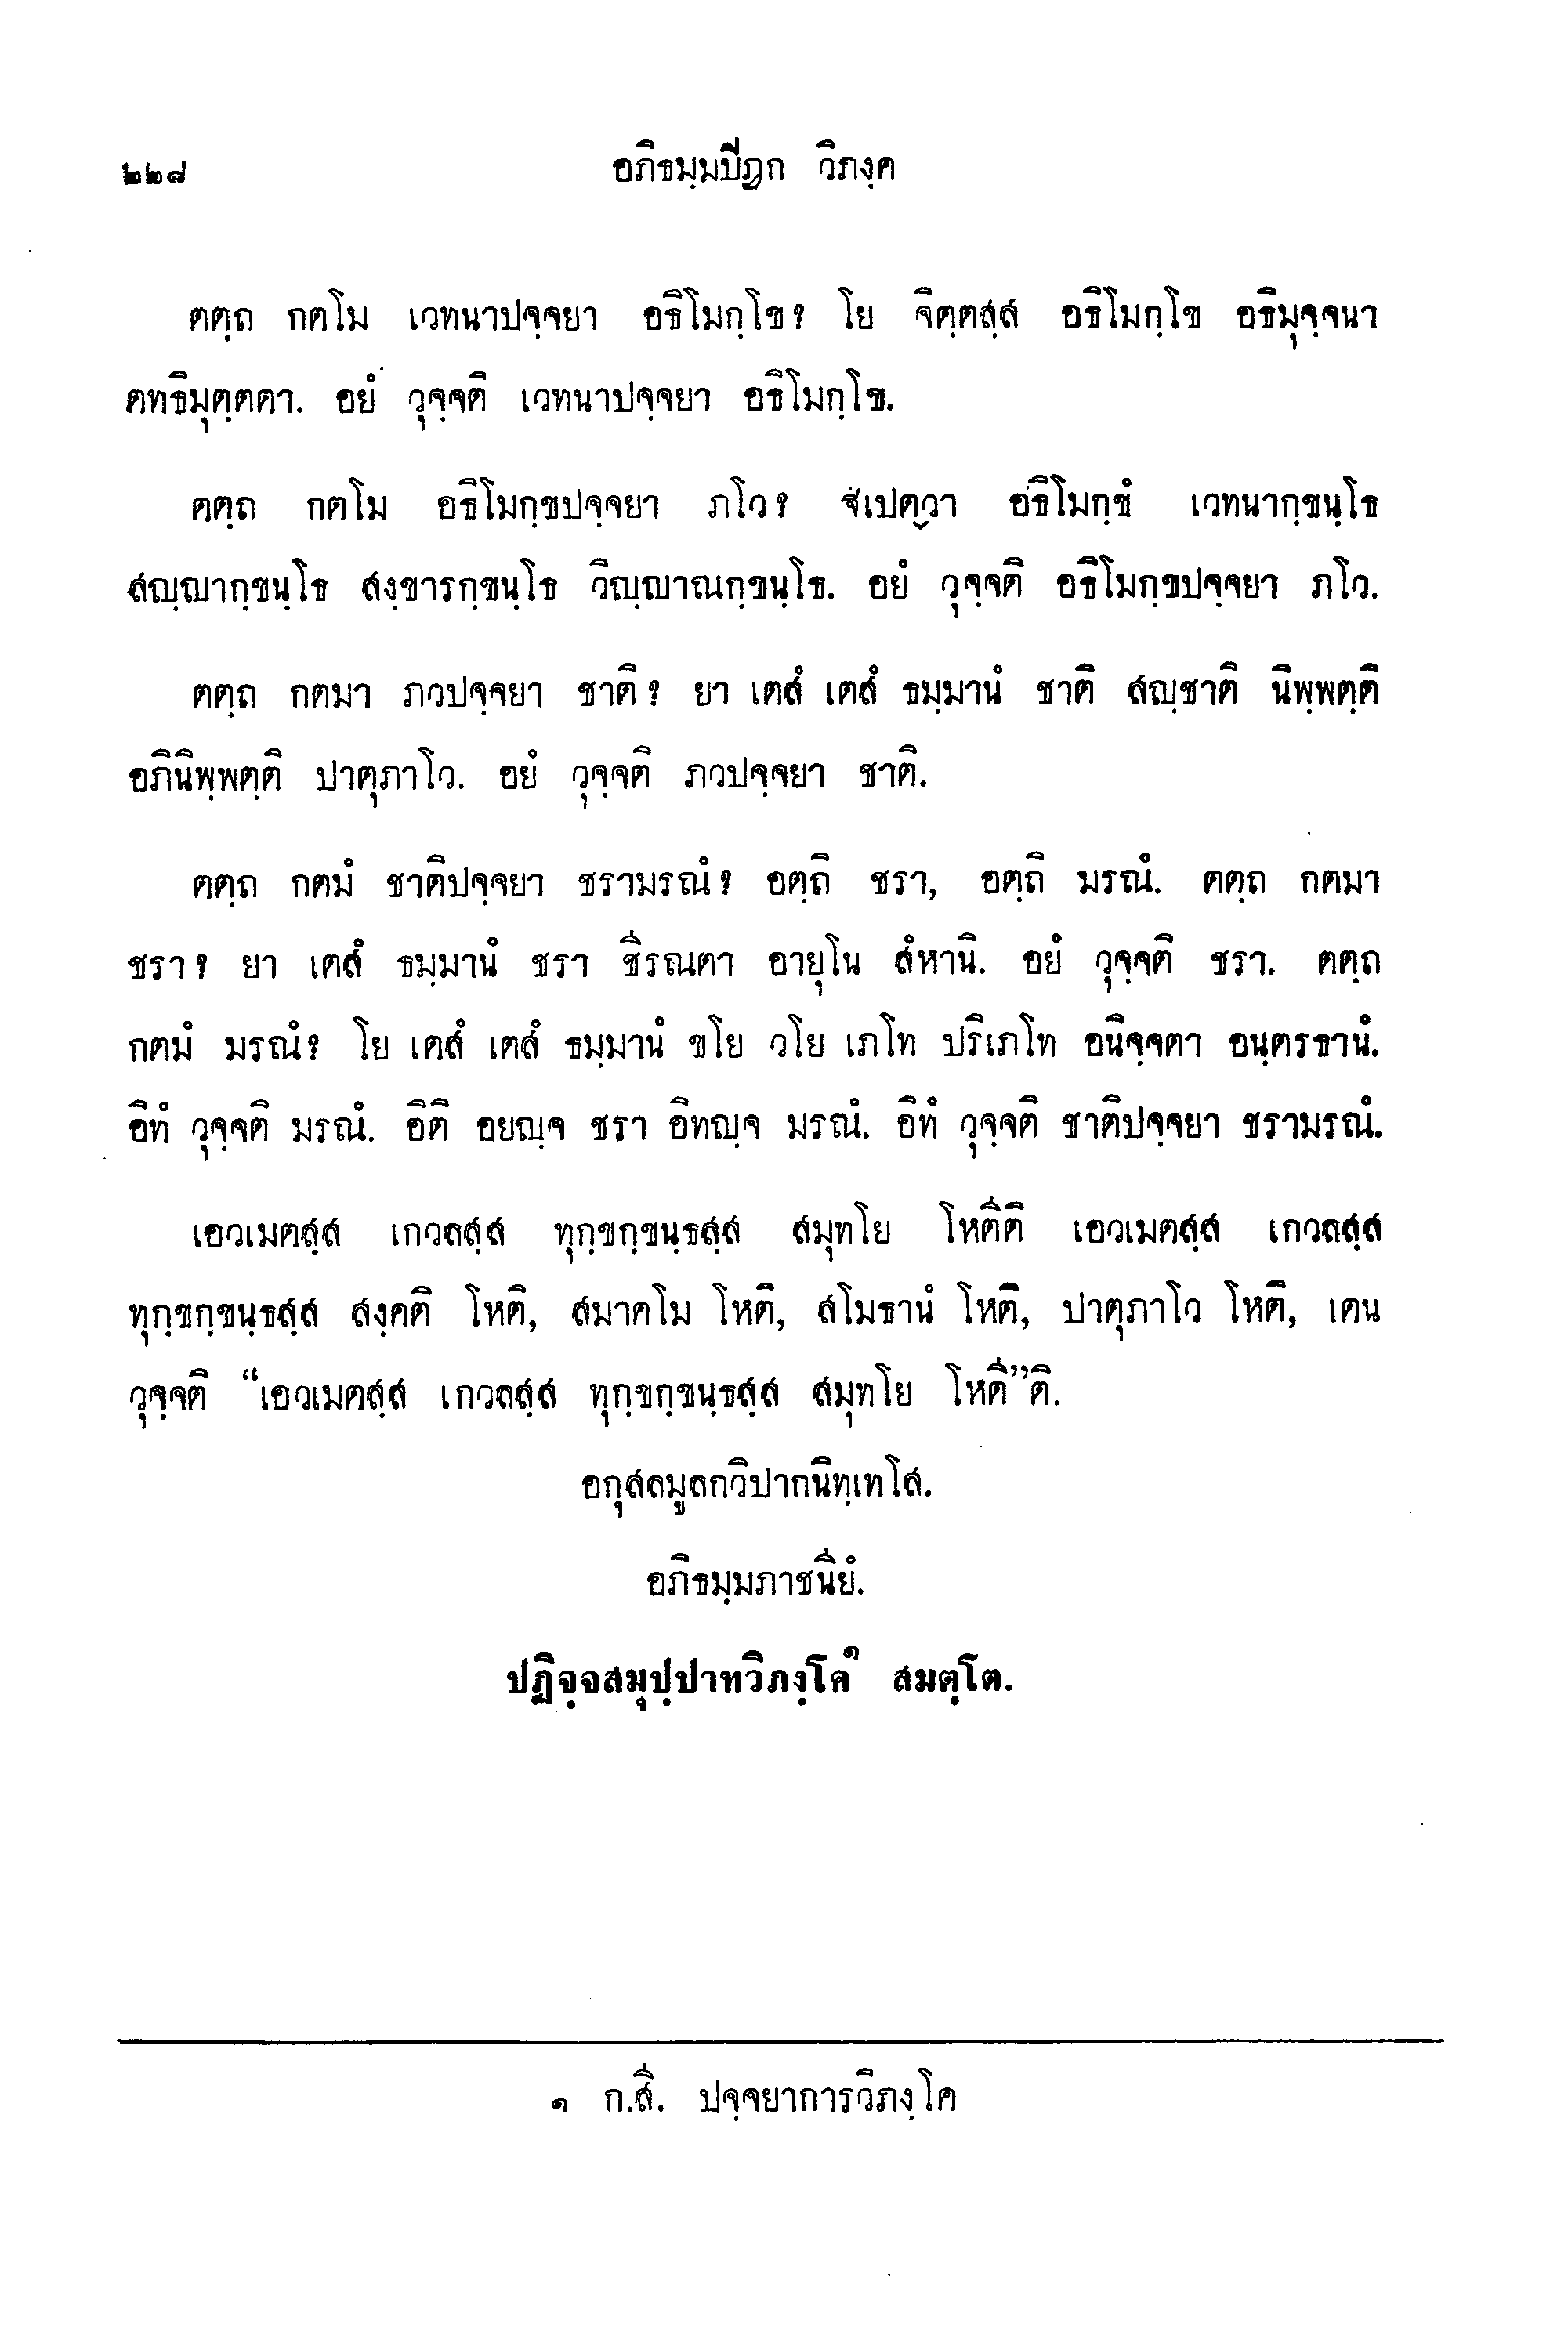 ๒๒๘ อภิธมฺมปิฏก วิภงฺค
ตตฺถ กตโม เวทนาปจฺจยา อธิโมกฺโข? โย จิตฺตสฺส อธิโมกฺโข อธิมุจฺจนา
ตทธิมุตฺตตา. อยํ วุจฺจติ เวทนาปจฺจยา อธิโมกฺโข.
ตตฺถ กตโม อธิโมกฺขปจฺจยา ภโว? ฐเปตฺวา อธิโมกฺขํ เวทนากฺขนฺโธ
สญฺญากฺขนฺโธ สงฺขารกฺขนฺโธ วิญฺญาณกฺขนฺโธ. อยํ วุจฺจติ อธิโมกฺขปจฺจยา ภโว.
ตตฺถ กตมา ภวปจฺจยา ชาติ? ยา เตสํ เตสํ ธมฺมานํ ชาติ สญฺชาติ นิพฺพตฺติ
อภินิพฺพตฺติ ปาตุภาโว. อยํ วุจฺจติ ภวปจฺจยา ชาติ.
ตตฺถ กตมํ ชาติปจฺจยา ชรามรณํ? อตฺถิ ชรา, อตฺถิ มรณํ. ตตฺถ กตมา
ชรา? ยา เตสํ ธมฺมานํ ชรา ชีรณตา อายุโน สํหานิ. อยํ วุจฺจติ ชรา. ตตฺถ
กตมํ มรณํ? โย เตสํ เตสํ ธมฺมานํ ขโย วโย เภโท ปริเภโท อนิจฺจตา อนฺตรธานํ.
อิทํ วุจฺจติ มรณํ. อิติ อยญฺจ ชรา อิทญฺจ มรณํ. อิทํ วุจฺจติ ชาติปจฺจยา ชรามรณํ.
เอวเมตสฺส เกวลสฺส ทุกฺขกฺขนฺธสฺส สมุทโย โหตีติ เอวเมตสฺส เกวลสฺส
ทุกฺขกฺขนฺธสฺส สงฺคติ โหติ, สมาคโม โหติ, สโมธานํ โหติ, ปาตุภาโว โหติ, เตน
วุจฺจติ “เอวเมตสฺส เกวลสฺส ทุกฺขกฺขนฺธสฺส สมุทโย โหตี”ติ.
อกุสลมูลกวิปากนิทฺเทโส.
อภิธมฺมภาชนียํ.
ปฏิจฺจสมุปฺปาทวิภงฺโค๑ สมตฺโต.
๑ ก.สี. ปจฺจยาการวิภงฺโค